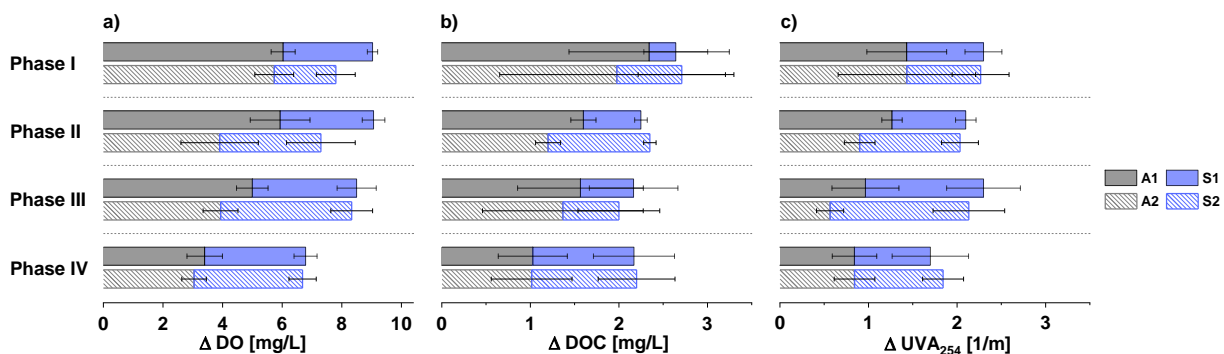 a)
b)
c)
Phase I
Phase II
Phase III
Phase IV
A1 S1
A2 S2
0 2 4 6 8 10
0 1 2 3
0 1 2 3
Δ DO [mg/L]
Δ DOC [mg/L]
Δ UVA254 [1/m]